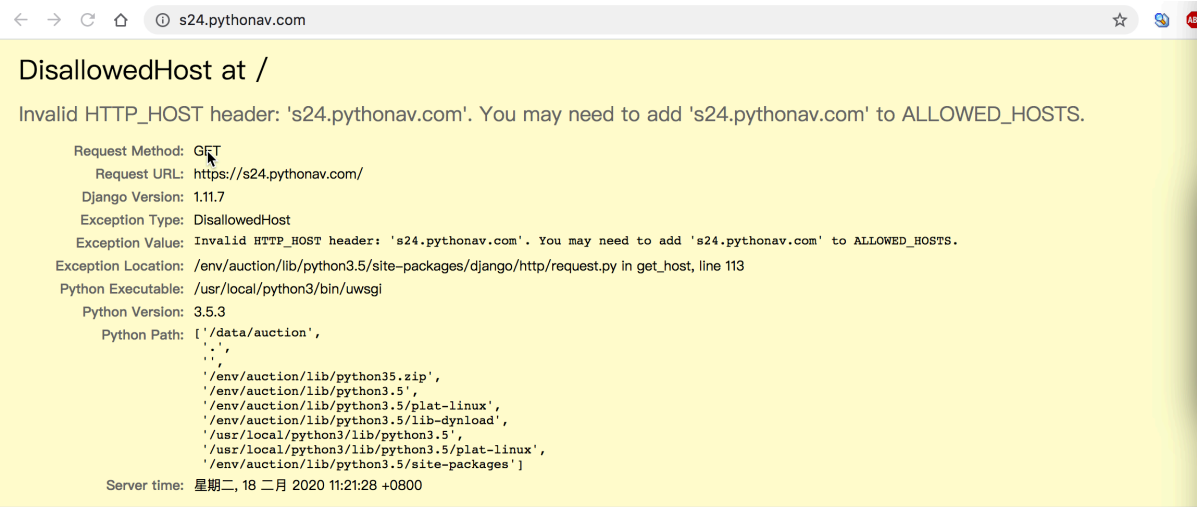 s24.pythonav.com
DisallowedHost at /
Invalid HTTP_HOST header: 's24.pythonav.com'. You may need to add 's24.pythonav.com' to ALLOWED_HOSTS.
Request Method: GET
Request URL: https://s24.pythonav.com/
Django Version: 1.11.7
Exception Type: DisallowedHost
Exception Value: Invalid HTTP_HOST header: 's24.pythonav.com'. You may need to add 's24.pythonav.com' to ALLOWED_HOSTS.
Exception Location: /env/auction/lib/python3.5/site-packages/django/http/request.py in get_host, line 113
Python Executable: /usr/local/python3/bin/uwsgi
Python Version: 3.5.3
Python Path: ['/data/auction',
'.',
'',
'/env/auction/lib/python35.zip',
'/env/auction/lib/python3.5',
'/env/auction/lib/python3.5/plat-linux',
'/env/auction/lib/python3.5/lib-dynload',
'/usr/local/python3/lib/python3.5',
'/usr/local/python3/lib/python3.5/plat-linux',
'/env/auction/lib/python3.5/site-packages']
Server time: 星期二, 18 二月 2020 11:21:28 +0800